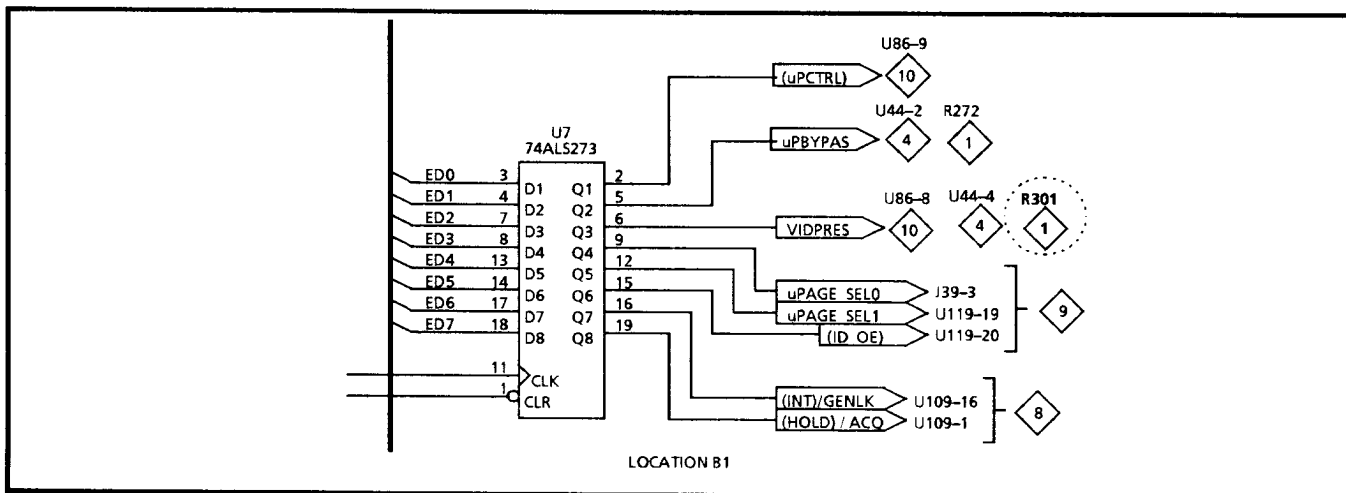 U86-9
(uPCTRL) 10
U44-2 R272
uPBYPAS 4 1
U7
74ALS273
ED0 3 D1 Q1 2
ED1 4 D2 Q2 5
ED2 7 D3 Q3 6
ED3 8 D4 Q4 9
ED4 13 D5 Q5 12
ED5 14 D6 Q6 15
ED6 17 D7 Q7 16
ED7 18 D8 Q8 19
11 CLK
1 CLR
U86-8 U44-4 R301
VIDPRES 10 4 1
uPAGE SEL0 J39-3
uPAGE SEL1 U119-19 9
(ID OE) U119-20
(INT)/GENLK U109-16
(HOLD) / ACQ U109-1 8
LOCATION B1